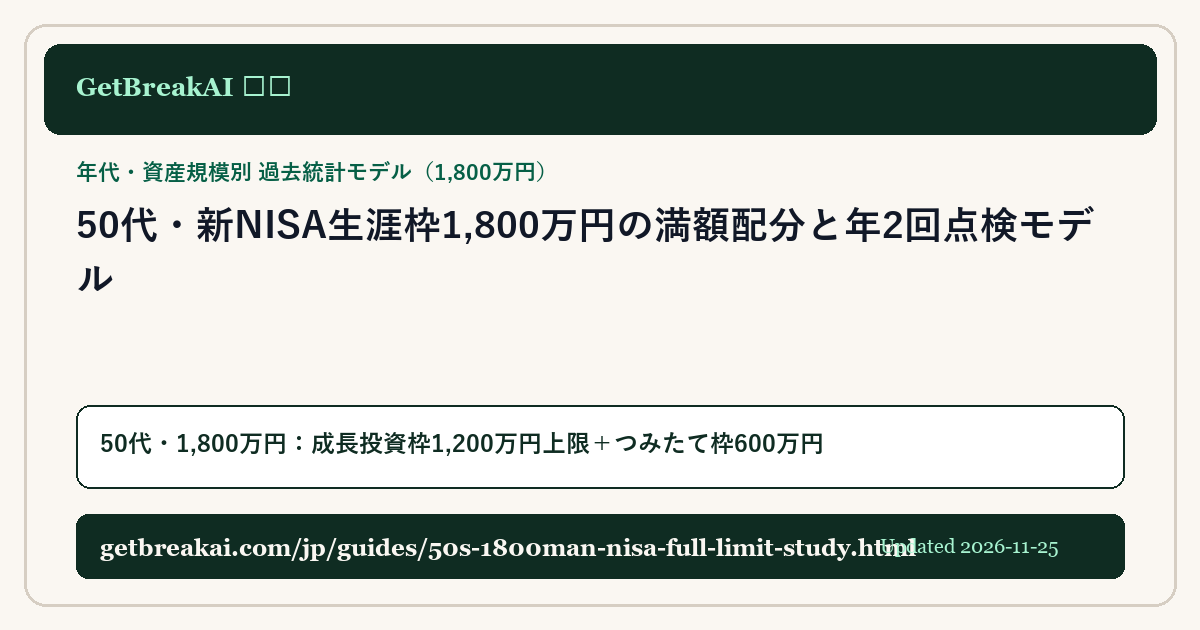 GetBreakAI □□
年代・資産規模別 過去統計モデル（1,800万円）
50代・新NISA生涯枠1,800万円の満額配分と年2回点検モデ
ル
50代・1,800万円：成長投資枠1,200万円上限＋つみたて枠600万円
getbreakai.com/jp/guides/50s-1800man-nisa-full-limit-study.html
Updated 2026-11-25